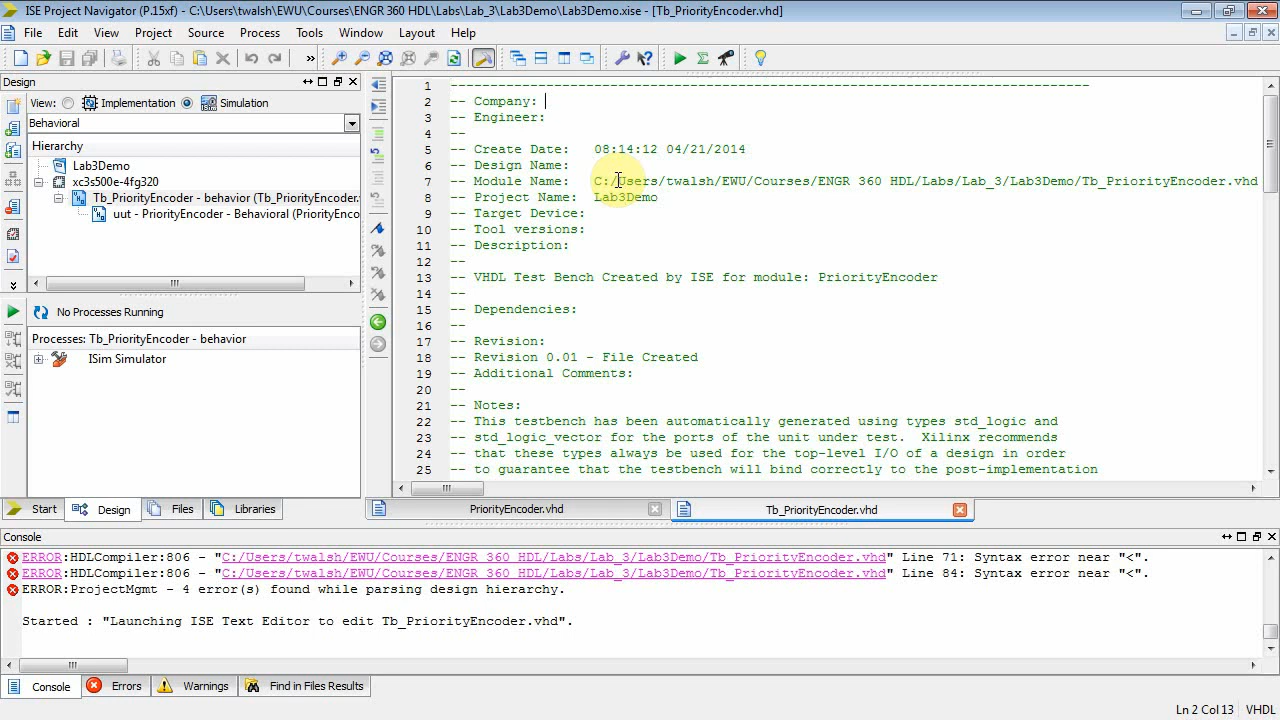 ISE Project Navigator (P.15xf) - C:\Users\twalsh\EWU\Courses\ENGR 360 HDL\Labs\Lab_3\Lab3Demo\Lab3Demo.xise - [Tb_PriorityEncoder.vhd]
File Edit View Project Source Process Tools Window Layout Help
Design
View: Implementation Simulation
Behavioral
Hierarchy
Lab3Demo
xc3s500e-4fg320
Tb_PriorityEncoder - behavior (Tb_PriorityEncoder.
unit - PriorityEncoder - Behavioral (PriorityEnco
No Processes Running
Processes: Tb_PriorityEncoder - behavior
ISim Simulator
Start Design Files Libraries
1 --------------------------------------------------------------------------------
2 -- Company:
3 -- Engineer:
4 --
5 -- Create Date: 08:14:12 04/21/2014
6 -- Design Name:
7 -- Module Name: C:/Users/twalsh/EWU/Courses/ENGR 360 HDL/Labs/Lab_3/Lab3Demo/Tb_PriorityEncoder.vhd
8 -- Project Name: Lab3Demo
9 -- Target Device:
10 -- Tool versions:
11 -- Description:
12 --
13 -- VHDL Test Bench Created by ISE for module: PriorityEncoder
14 --
15 -- Dependencies:
16 --
17 -- Revision:
18 -- Revision 0.01 - File Created
19 -- Additional Comments:
20 --
21 -- Notes:
22 -- This testbench has been automatically generated using types std_logic and
23 -- std_logic_vector for the ports of the unit under test. Xilinx recommends
24 -- that these types always be used for the top-level I/O of a design in order
25 -- to guarantee that the testbench will bind correctly to the post-implementation
PriorityEncoder.vhd Tb_PriorityEncoder.vhd
Console
ERROR:HDLCompiler:806 - "C:/Users/twalsh/EWU/Courses/ENGR 360 HDL/Labs/Lab_3/Lab3Demo/Tb_PriorityEncoder.vhd" Line 71: Syntax error near "<".
ERROR:HDLCompiler:806 - "C:/Users/twalsh/EWU/Courses/ENGR 360 HDL/Labs/Lab_3/Lab3Demo/Tb_PriorityEncoder.vhd" Line 84: Syntax error near "<".
ERROR:ProjectMgmt - 4 error(s) found while parsing design hierarchy.
Started : "Launching ISE Text Editor to edit Tb_PriorityEncoder.vhd".
Console Errors Warnings Find in Files Results
Ln 2 Col 13 VHDL